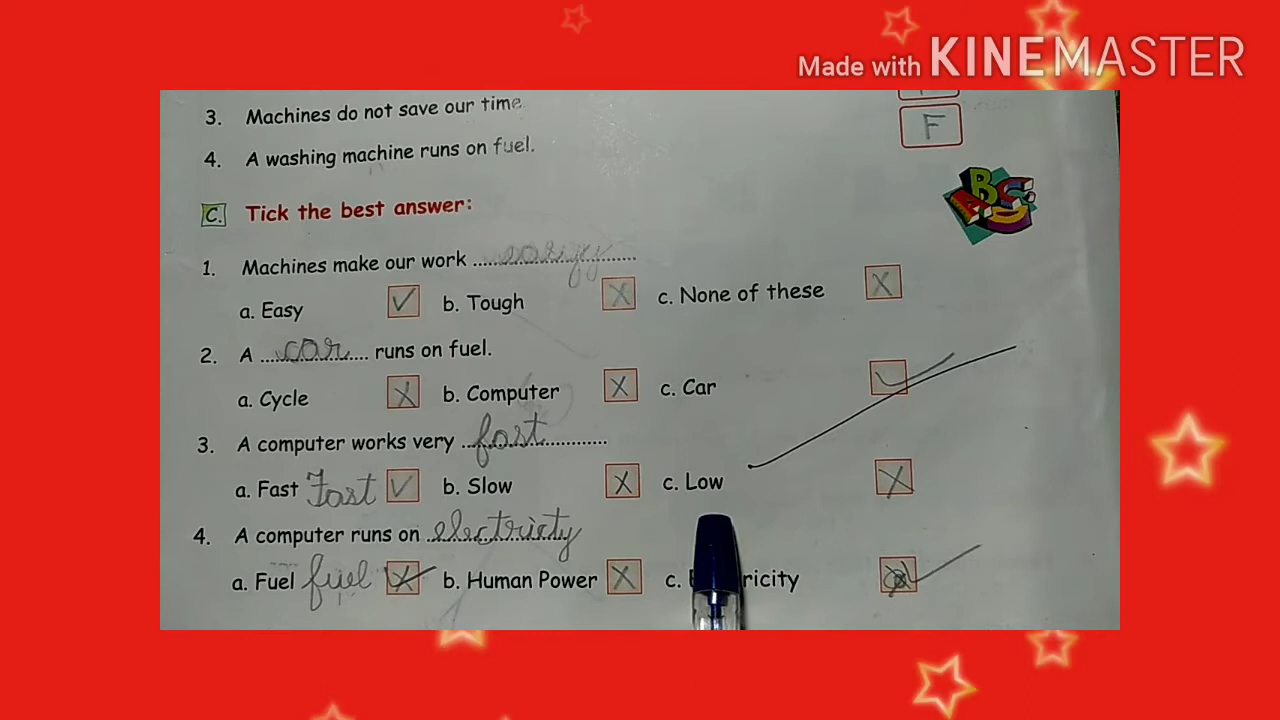 Made with KINEMASTER
3. Machines do not save our time.
F
4. A washing machine runs on fuel.
C. Tick the best answer:
1. Machines make our work ....................
a. Easy ✓ b. Tough X c. None of these X
2. A car runs on fuel.
a. Cycle X b. Computer X c. Car ✓
3. A computer works very fast
a. Fast Fast ✓ b. Slow X c. Low X
4. A computer runs on electricty
a. Fuel fuel X b. Human Power X c. ricity ✓